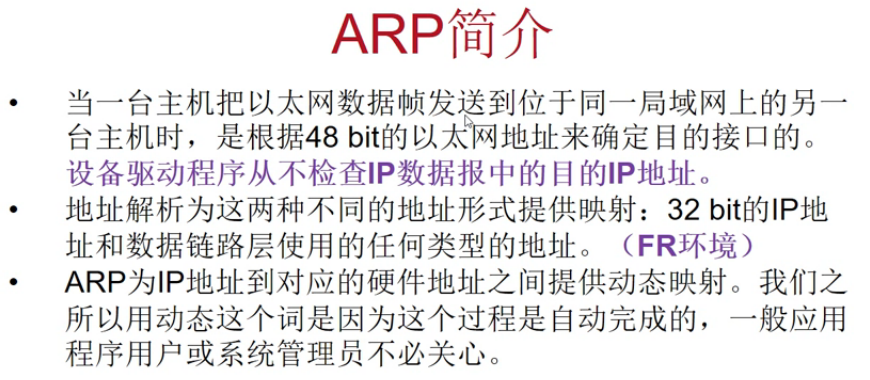 ARP简介
• 当一台主机把以太网数据帧发送到位于同一局域网上的另一
台主机时，是根据48 bit的以太网地址来确定目的接口的。
设备驱动程序从不检查IP数据报中的目的IP地址。
• 地址解析为这两种不同的地址形式提供映射：32 bit的IP地
址和数据链路层使用的任何类型的地址。（FR环境）
• ARP为IP地址到对应的硬件地址之间提供动态映射。我们之
所以用动态这个词是因为这个过程是自动完成的，一般应用
程序用户或系统管理员不必关心。